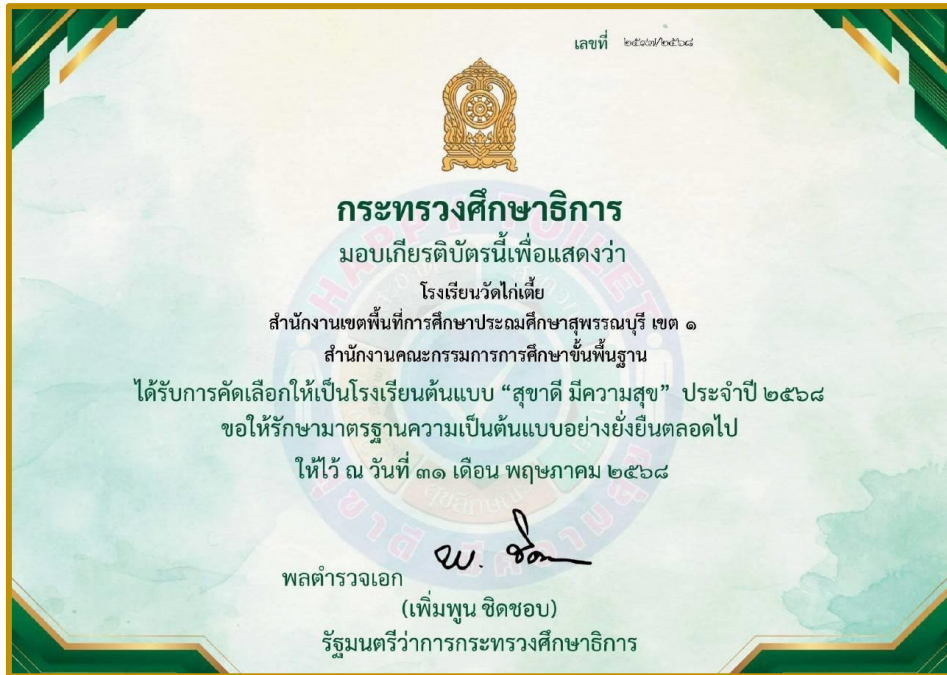 เลขที่ ๒๕๙๗/๒๕๖๘
กระทรวงศึกษาธิการ
มอบเกียรติบัตรนี้เพื่อแสดงว่า
โรงเรียนวัดไก่เตี้ย
สำนักงานเขตพื้นที่การศึกษาประถมศึกษาสุพรรณบุรี เขต ๑
สำนักงานคณะกรรมการการศึกษาขั้นพื้นฐาน
ได้รับการคัดเลือกให้เป็นโรงเรียนต้นแบบ “สุขาดี มีความสุข” ประจำปี ๒๕๖๘
ขอให้รักษามาตรฐานความเป็นต้นแบบอย่างยั่งยืนตลอดไป
ให้ไว้ ณ วันที่ ๓๑ เดือน พฤษภาคม ๒๕๖๘
พลตำรวจเอก
(เพิ่มพูน ชิดชอบ)
รัฐมนตรีว่าการกระทรวงศึกษาธิการ
HAPPY TOILET
สุขาดี มีความสุข